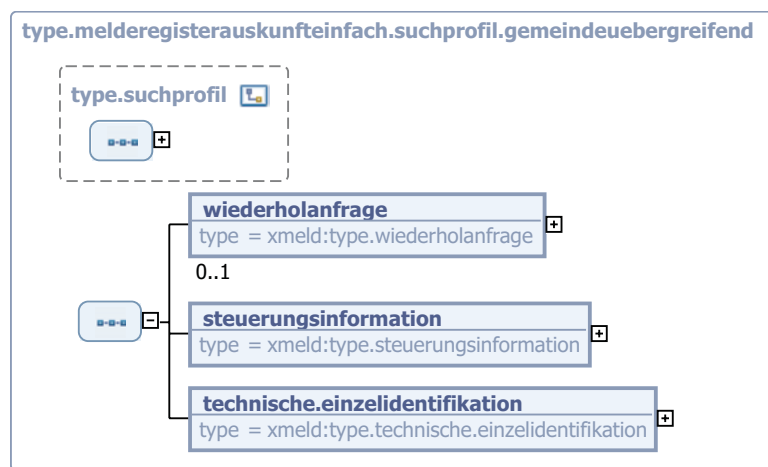 type.melderegisterauskunfteinfach.suchprofil.gemeindeuebergreifend
type.suchprofil
wiederholanfrage
type = xmeld:type.wiederholanfrage
0..1
steuerungsinformation
type = xmeld:type.steuerungsinformation
technische.einzelidentifikation
type = xmeld:type.technische.einzelidentifikation